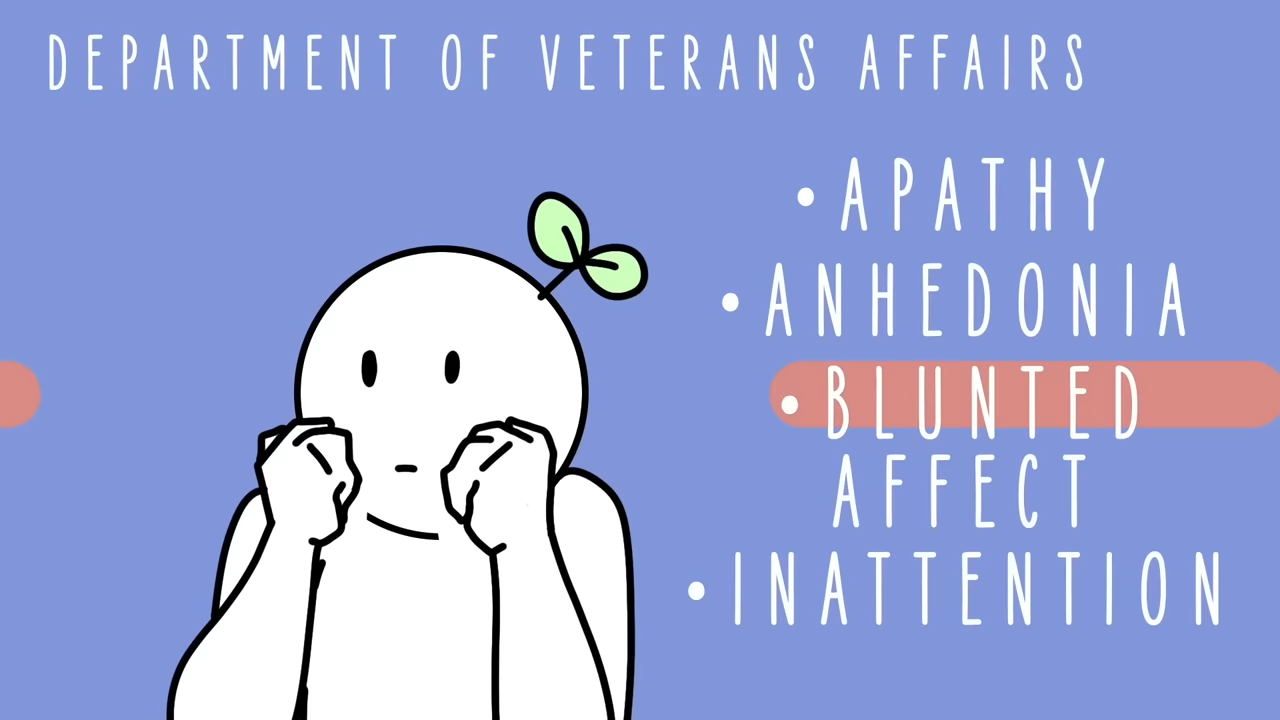 DEPARTMENT OF VETERANS AFFAIRS
• APATHY
• ANHEDONIA
• BLUNTED
AFFECT
• INATTENTION